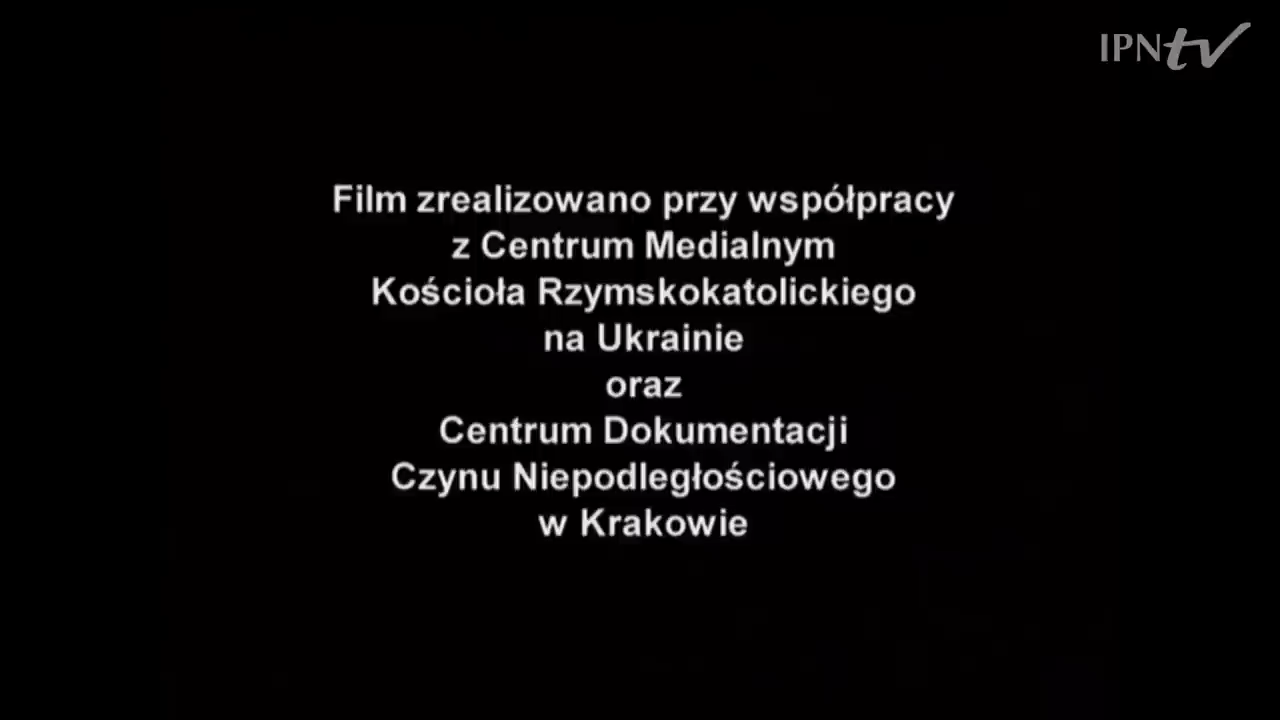 IPNtv
Film zrealizowano przy współpracy
z Centrum Medialnym
Kościoła Rzymskokatolickiego
na Ukrainie
oraz
Centrum Dokumentacji
Czynu Niepodległościowego
w Krakowie